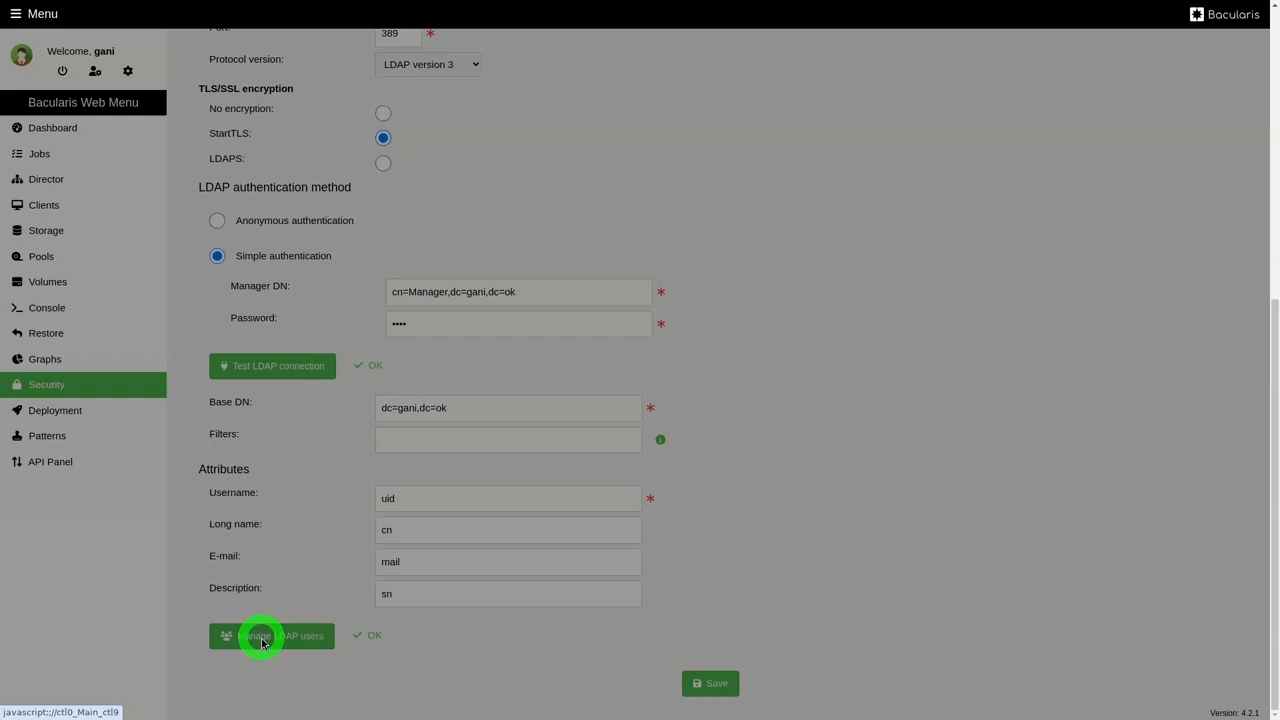 Menu
Bacularis
Welcome, gani
Bacularis Web Menu
Dashboard
Jobs
Director
Clients
Storage
Pools
Volumes
Console
Restore
Graphs
Security
Deployment
Patterns
API Panel
389 *
Protocol version: LDAP version 3
TLS/SSL encryption
No encryption:
StartTLS:
LDAPS:
LDAP authentication method
Anonymous authentication
Simple authentication
Manager DN: cn=Manager,dc=gani,dc=ok *
Password: •••• *
Test LDAP connection OK
Base DN: dc=gani,dc=ok *
Filters:
Attributes
Username: uid *
Long name: cn
E-mail: mail
Description: sn
Manage LDAP users OK
Save
javascript:;//ctl0_Main_ctl9
Version: 4.2.1